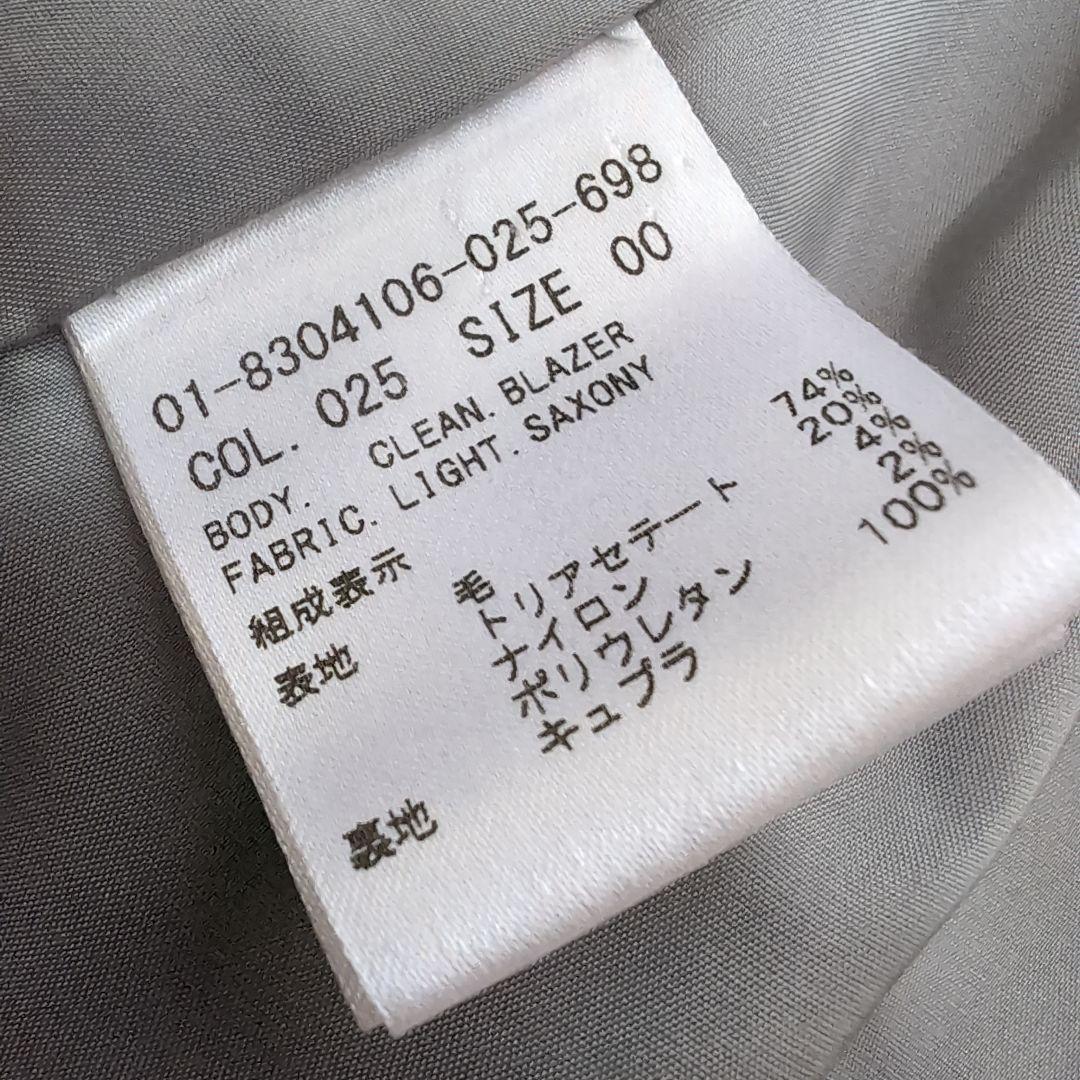 01-8304106-025-698
COL. 025 SIZE 00
BODY. CLEAN. BLAZER
FABRIC. LIGHT. SAXONY
組成表示
表地 毛 74%
トリアセテート 20%
ナイロン 4%
ポリウレタン 2%
裏地 キュプラ 100%